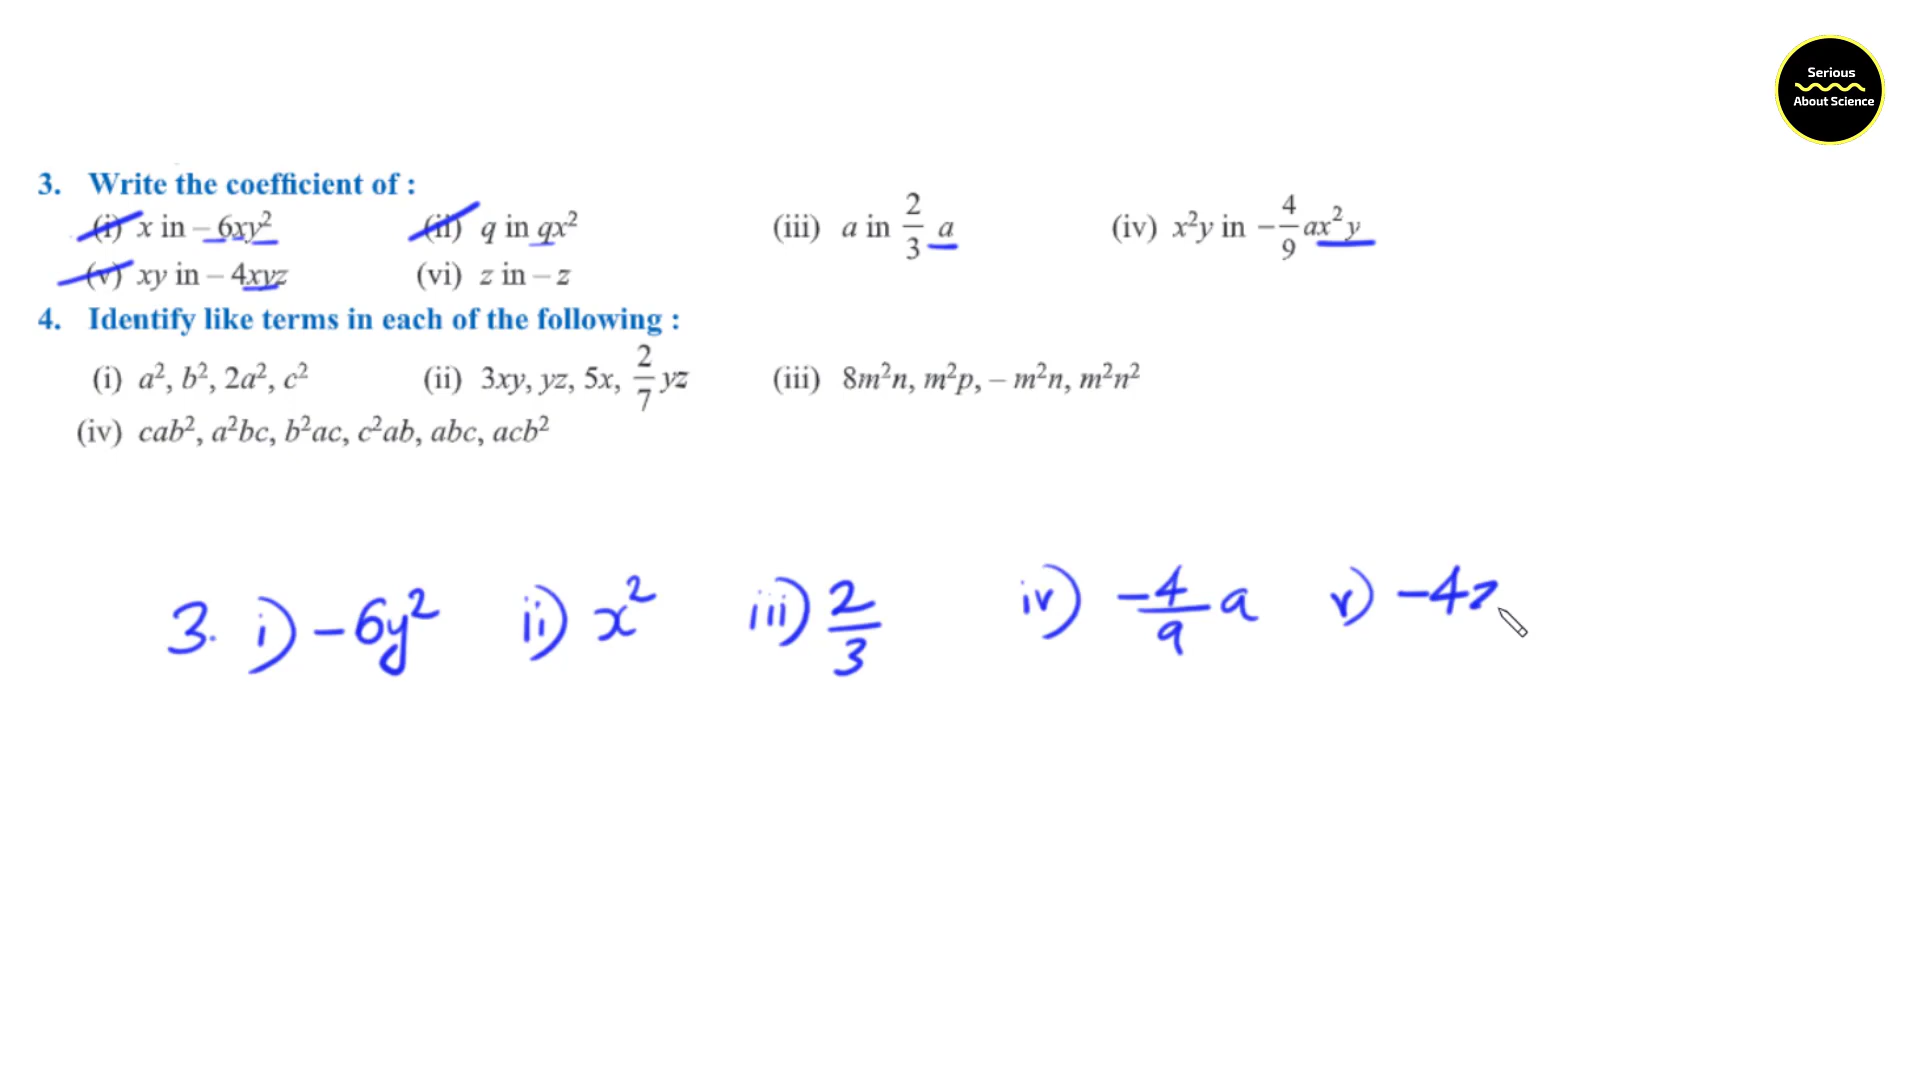 Serious
About Science
3. Write the coefficient of :
(i) x in – 6xy² (ii) q in qx² (iii) a in 2/3 a (iv) x²y in –4/9 ax²y
(v) xy in – 4xyz (vi) z in – z
4. Identify like terms in each of the following :
(i) a², b², 2a², c² (ii) 3xy, yz, 5x, 2/7 yz (iii) 8m²n, m²p, – m²n, m²n²
(iv) cab², a²bc, b²ac, c²ab, abc, acb²
3. i) -6y² ii) x² iii) 2/3 iv) -4/9 a v) -4z